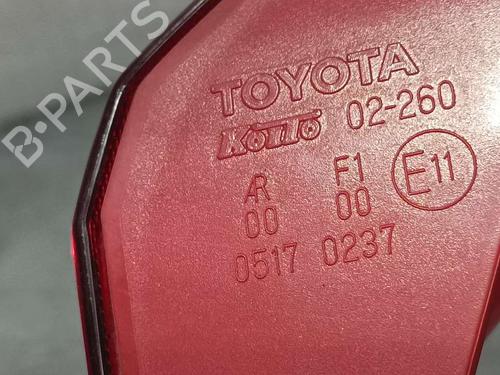 B-PARTS
TOYOTA
KOITO 02-260
AR F1
00 00 E11
0517 0237